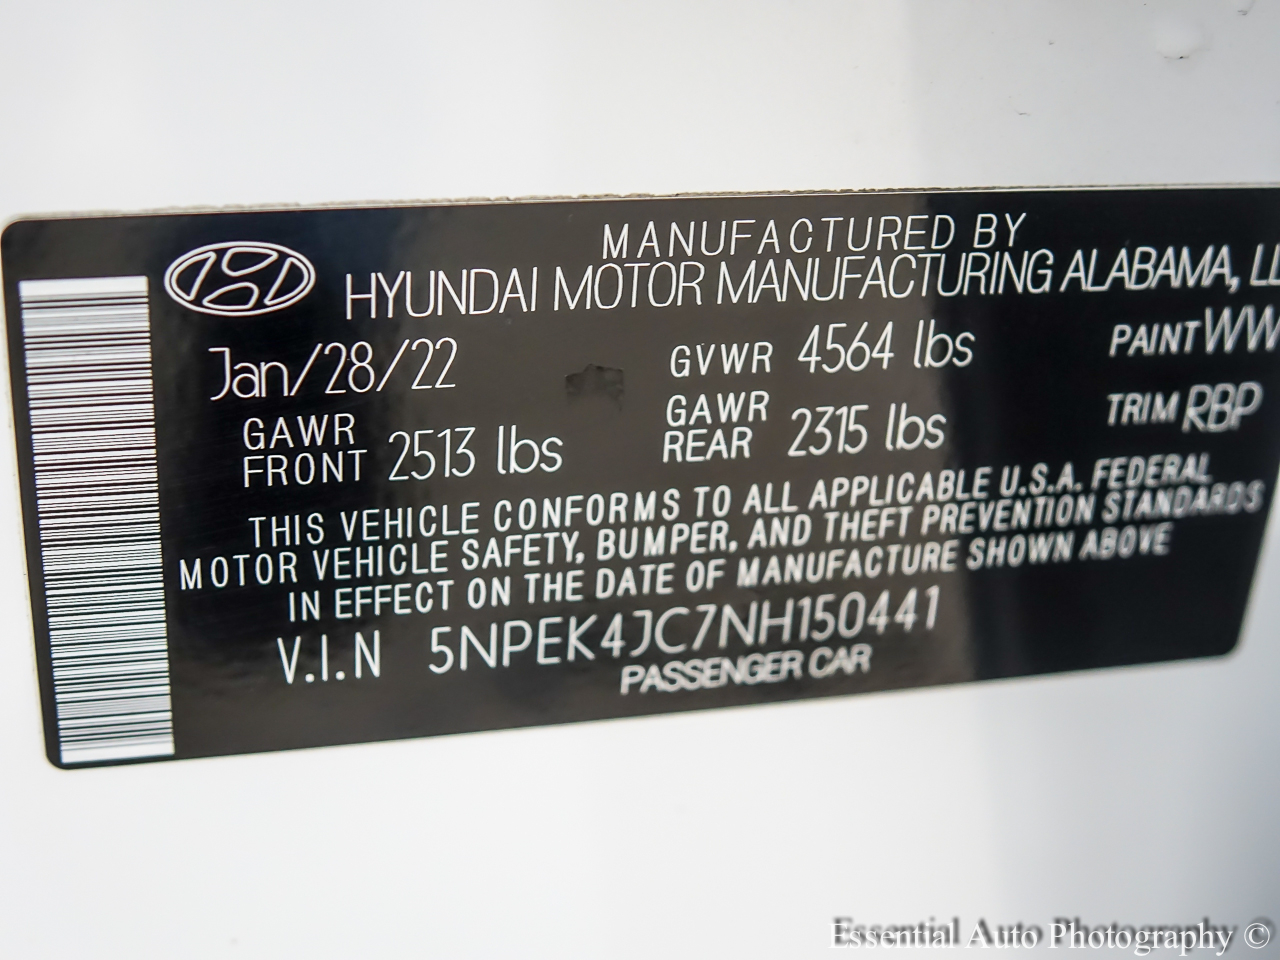 MANUFACTURED BY
HYUNDAI MOTOR MANUFACTURING ALABAMA,
Jan/28/22 GVWR 4564 lbs PAINT
GAWR FRONT 2513 lbs GAWR REAR 2315 lbs TRIM RBP
THIS VEHICLE CONFORMS TO ALL APPLICABLE U.S.A. FEDERAL
MOTOR VEHICLE SAFETY, BUMPER, AND THEFT PREVENTION STANDARDS
IN EFFECT ON THE DATE OF MANUFACTURE SHOWN ABOVE
V.I.N 5NPEK4JC7NH150441
PASSENGER CAR
Essential Auto Photography ©